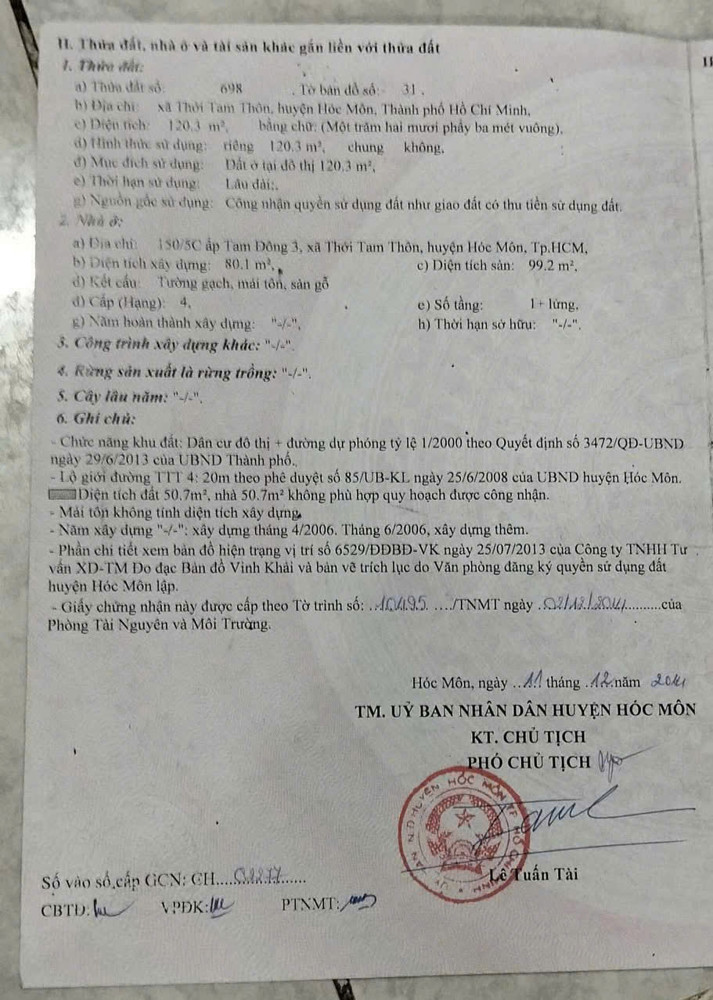 II. Thửa đất, nhà ở và tài sản khác gắn liền với thửa đất
1. Thửa đất:
a) Thửa đất số: 698 . Tờ bản đồ số: 31 .
b) Địa chỉ: xã Thới Tam Thôn, huyện Hóc Môn, Thành phố Hồ Chí Minh,
c) Diện tích: 120.3 m², bằng chữ: (Một trăm hai mươi phẩy ba mét vuông),
d) Hình thức sử dụng: riêng 120.3 m², chung không,
đ) Mục đích sử dụng: Đất ở tại đô thị 120.3 m²,
e) Thời hạn sử dụng: Lâu dài;,
g) Nguồn gốc sử dụng: Công nhận quyền sử dụng đất như giao đất có thu tiền sử dụng đất.
2. Nhà ở:
a) Địa chỉ: 150/5C ấp Tam Đông 3, xã Thới Tam Thôn, huyện Hóc Môn, Tp.HCM,
b) Diện tích xây dựng: 80.1 m², c) Diện tích sàn: 99.2 m²,
d) Kết cấu: Tường gạch, mái tôn, sàn gỗ
đ) Cấp (Hạng): 4, e) Số tầng: 1+ lửng,
g) Năm hoàn thành xây dựng: "-/-", h) Thời hạn sở hữu: "-/-".
3. Công trình xây dựng khác: "-/-".
4. Rừng sản xuất là rừng trồng: "-/-".
5. Cây lâu năm: "-/-".
6. Ghi chú:
- Chức năng khu đất: Dân cư đô thị + đường dự phóng tỷ lệ 1/2000 theo Quyết định số 3472/QĐ-UBND
ngày 29/6/2013 của UBND Thành phố.
- Lộ giới đường TTT 4: 20m theo phê duyệt số 85/UB-KL ngày 25/6/2008 của UBND huyện Hóc Môn.
Diện tích đất 50.7m², nhà 50.7m² không phù hợp quy hoạch được công nhận.
- Mái tôn không tính diện tích xây dựng.
- Năm xây dựng "-/-": xây dựng tháng 4/2006. Tháng 6/2006, xây dựng thêm.
- Phần chi tiết xem bản đồ hiện trạng vị trí số 6529/ĐĐBĐ-VK ngày 25/07/2013 của Công ty TNHH Tư
vấn XD-TM Đo đạc Bản đồ Vinh Khải và bản vẽ trích lục do Văn phòng đăng ký quyền sử dụng đất
huyện Hóc Môn lập.
- Giấy chứng nhận này được cấp theo Tờ trình số: ..10495...../TNMT ngày .02/12/2014..........của
Phòng Tài Nguyên và Môi Trường.
Hóc Môn, ngày ..11 tháng .12.năm 2014
TM. UỶ BAN NHÂN DÂN HUYỆN HÓC MÔN
KT. CHỦ TỊCH
PHÓ CHỦ TỊCH
Lê Tuấn Tài
Số vào sổ cấp GCN: CH.....02277.......
CBTĐ: VPĐK: PTNMT: